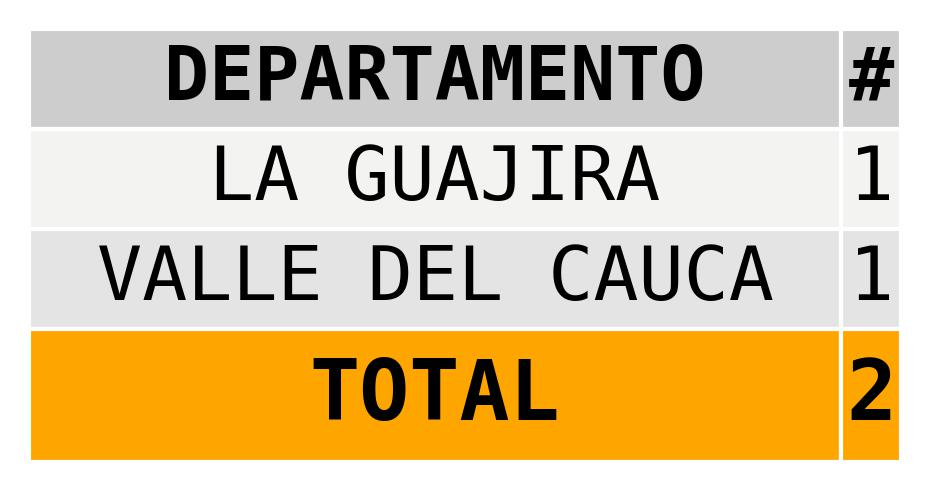 DEPARTAMENTO #
LA GUAJIRA 1
VALLE DEL CAUCA 1
TOTAL 2